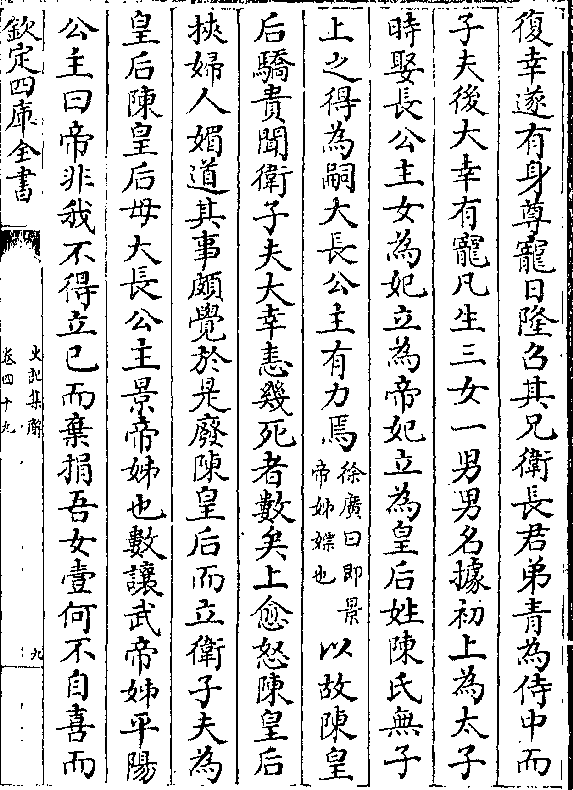 復幸遂有身尊寵日隆召其兄衛長君弟青為侍中而
子夫後大幸有寵凡生三女一男男名據初上為太子
時娶長公主女為妃立為帝妃立為皇后姓陳氏無子
上之得為嗣大長公主有力焉徐廣曰即景帝姊嫖也以故陳皇
后驕貴聞衛子夫大幸恚幾死者數矣上愈怒陳皇后
挾婦人媚道其事頗覺於是廢陳皇后而立衛子夫為
皇后陳皇后母大長公主景帝姊也數讓武帝姊平陽
公主曰帝非我不得立已而棄捐吾女壹何不自喜而
欽定四庫全書
史記集解
卷四十九
九